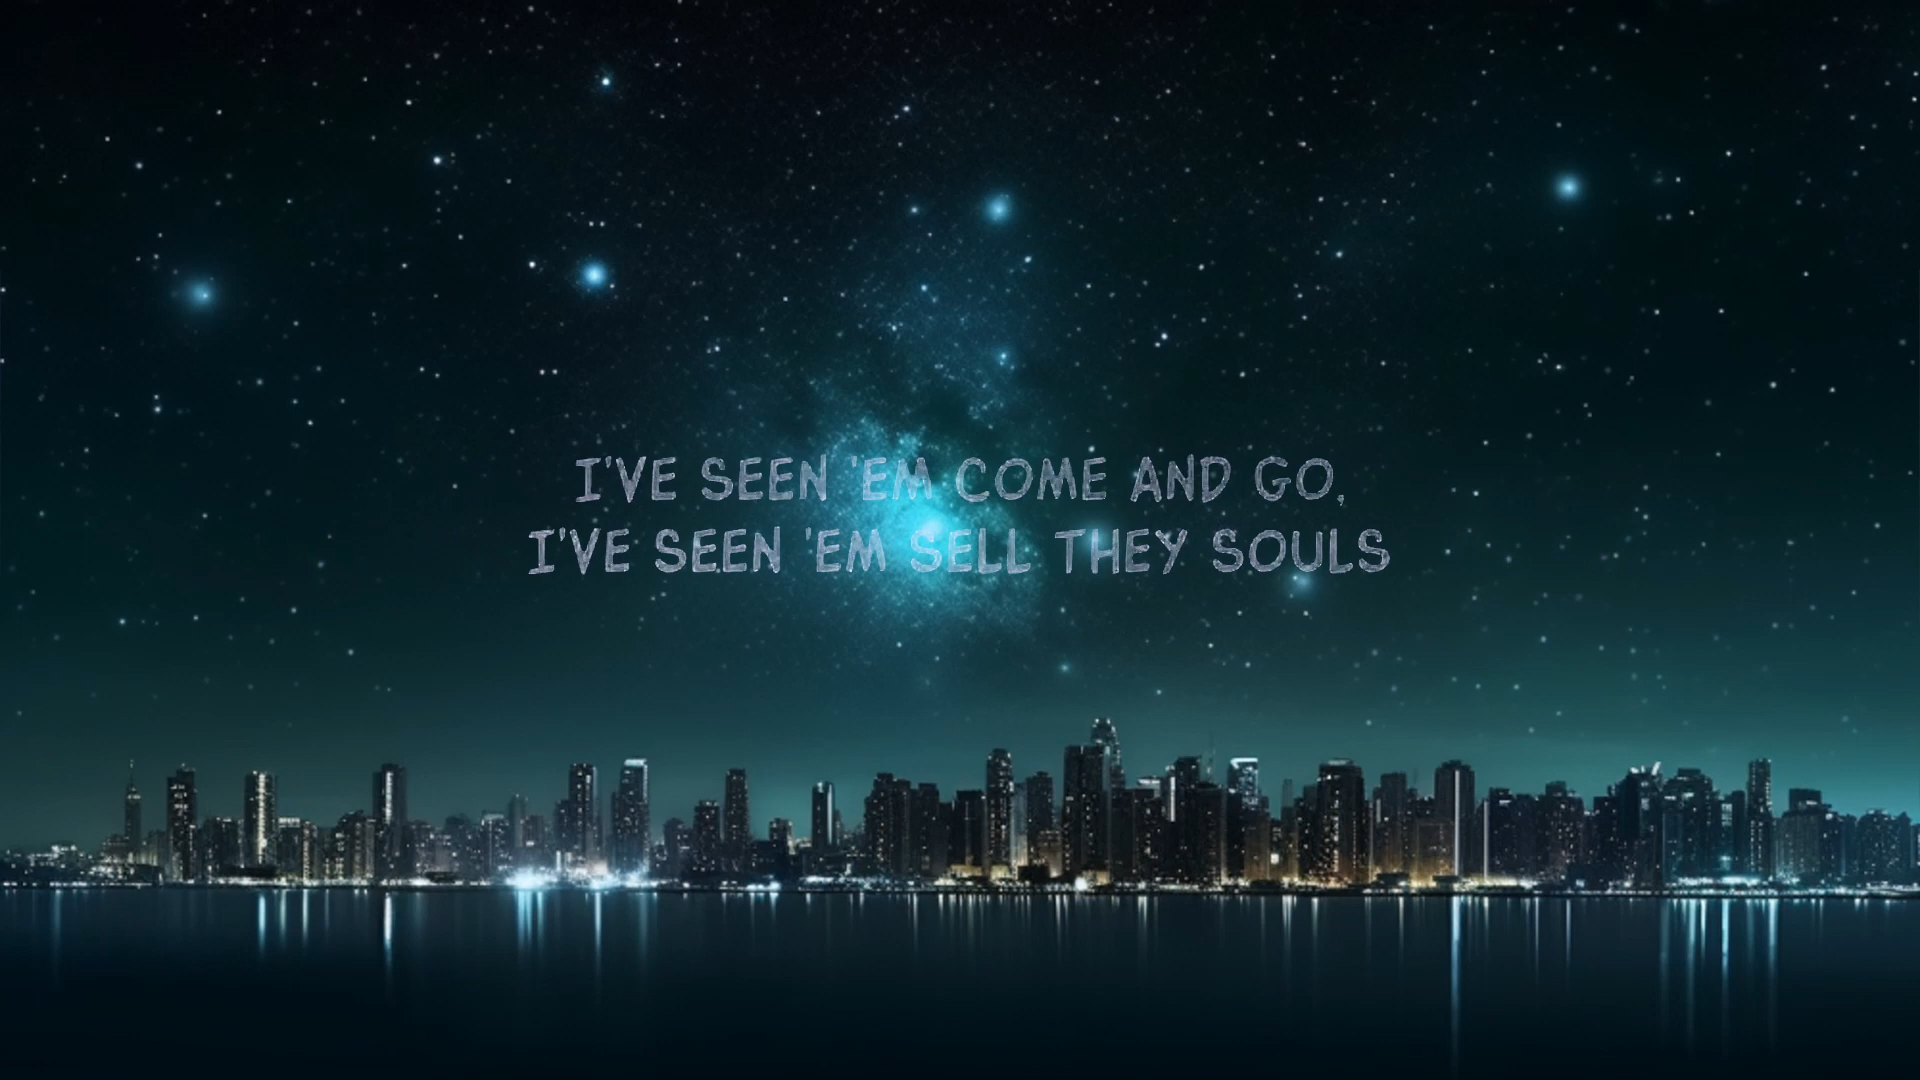 I'VE SEEN 'EM COME AND GO,
I'VE SEEN 'EM SELL THEY SOULS